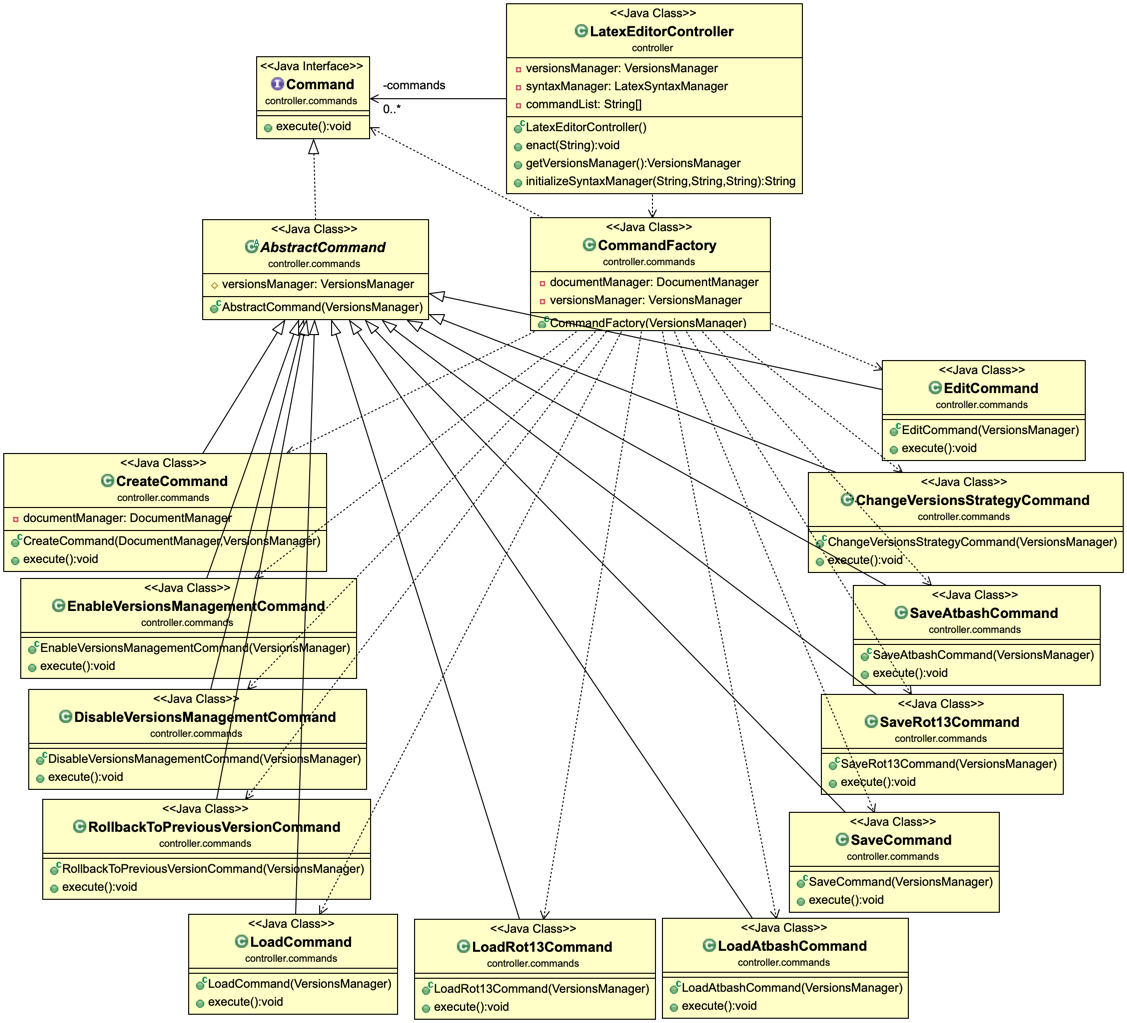 <<Java Class>>
LatexEditorController
controller
versionsManager: VersionsManager
syntaxManager: LatexSyntaxManager
commandList: String[]
LatexEditorController()
enact(String):void
getVersionsManager():VersionsManager
initializeSyntaxManager(String,String,String):String
<<Java Interface>>
Command
controller.commands
execute():void
-commands
0..*
<<Java Class>>
AbstractCommand
controller.commands
versionsManager: VersionsManager
AbstractCommand(VersionsManager)
<<Java Class>>
CommandFactory
controller.commands
documentManager: DocumentManager
versionsManager: VersionsManager
CommandFactory(VersionsManager)
<<Java Class>>
EditCommand
controller.commands
EditCommand(VersionsManager)
execute():void
<<Java Class>>
CreateCommand
controller.commands
documentManager: DocumentManager
CreateCommand(DocumentManager,VersionsManager)
execute():void
<<Java Class>>
ChangeVersionsStrategyCommand
controller.commands
ChangeVersionsStrategyCommand(VersionsManager)
execute():void
<<Java Class>>
EnableVersionsManagementCommand
controller.commands
EnableVersionsManagementCommand(VersionsManager)
execute():void
<<Java Class>>
SaveAtbashCommand
controller.commands
SaveAtbashCommand(VersionsManager)
execute():void
<<Java Class>>
DisableVersionsManagementCommand
controller.commands
DisableVersionsManagementCommand(VersionsManager)
execute():void
<<Java Class>>
SaveRot13Command
controller.commands
SaveRot13Command(VersionsManager)
execute():void
<<Java Class>>
RollbackToPreviousVersionCommand
controller.commands
RollbackToPreviousVersionCommand(VersionsManager)
execute():void
<<Java Class>>
SaveCommand
controller.commands
SaveCommand(VersionsManager)
execute():void
<<Java Class>>
LoadCommand
controller.commands
LoadCommand(VersionsManager)
execute():void
<<Java Class>>
LoadRot13Command
controller.commands
LoadRot13Command(VersionsManager)
execute():void
<<Java Class>>
LoadAtbashCommand
controller.commands
LoadAtbashCommand(VersionsManager)
execute():void